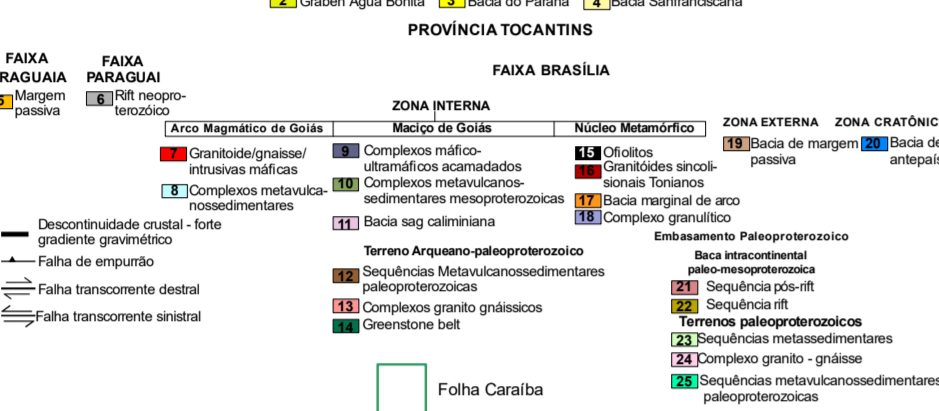 2 Graben Água Bonita 3 Bacia do Paraná 4 Bacia Sanfranciscana
PROVÍNCIA TOCANTINS
FAIXA
RAGUAIA
5 Margem
passiva
FAIXA
PARAGUAI
6 Rift neopro-
terozóico
FAIXA BRASÍLIA
ZONA INTERNA
Arco Magmático de Goiás
Maciço de Goiás
Núcleo Metamórfico
7 Granitoide/gnaisse/
intrusivas máficas
8 Complexos metavulca-
nossedimentares
9 Complexos máfico-
ultramáficos acamadados
10 Complexos metavulcanos-
sedimentares mesoproterozoicas
11 Bacia sag caliminiana
Terreno Arqueano-paleoproterozoico
12 Sequências Metavulcanossedimentares
paleoproterozoicas
13 Complexos granito gnáissicos
14 Greenstone belt
15 Ofiolitos
16 Granitóides sincoli-
sionais Tonianos
17 Bacia marginal de arco
18 Complexo granulítico
ZONA EXTERNA
19 Bacia de margem
passiva
ZONA CRATÔNIC
20 Bacia de
antepaís
Embasamento Paleoproterozoico
Baca intracontinental
paleo-mesoproterozoica
21 Sequência pós-rift
22 Sequência rift
Terrenos paleoproterozoicos
23 Sequências metassedimentares
24 Complexo granito - gnáisse
25 Sequências metavulcanossedimentares
paleoproterozoicas
Descontinuidade crustal - forte
gradiente gravimétrico
Falha de empurrão
Falha transcorrente destral
Falha transcorrente sinistral
Folha Caraíba